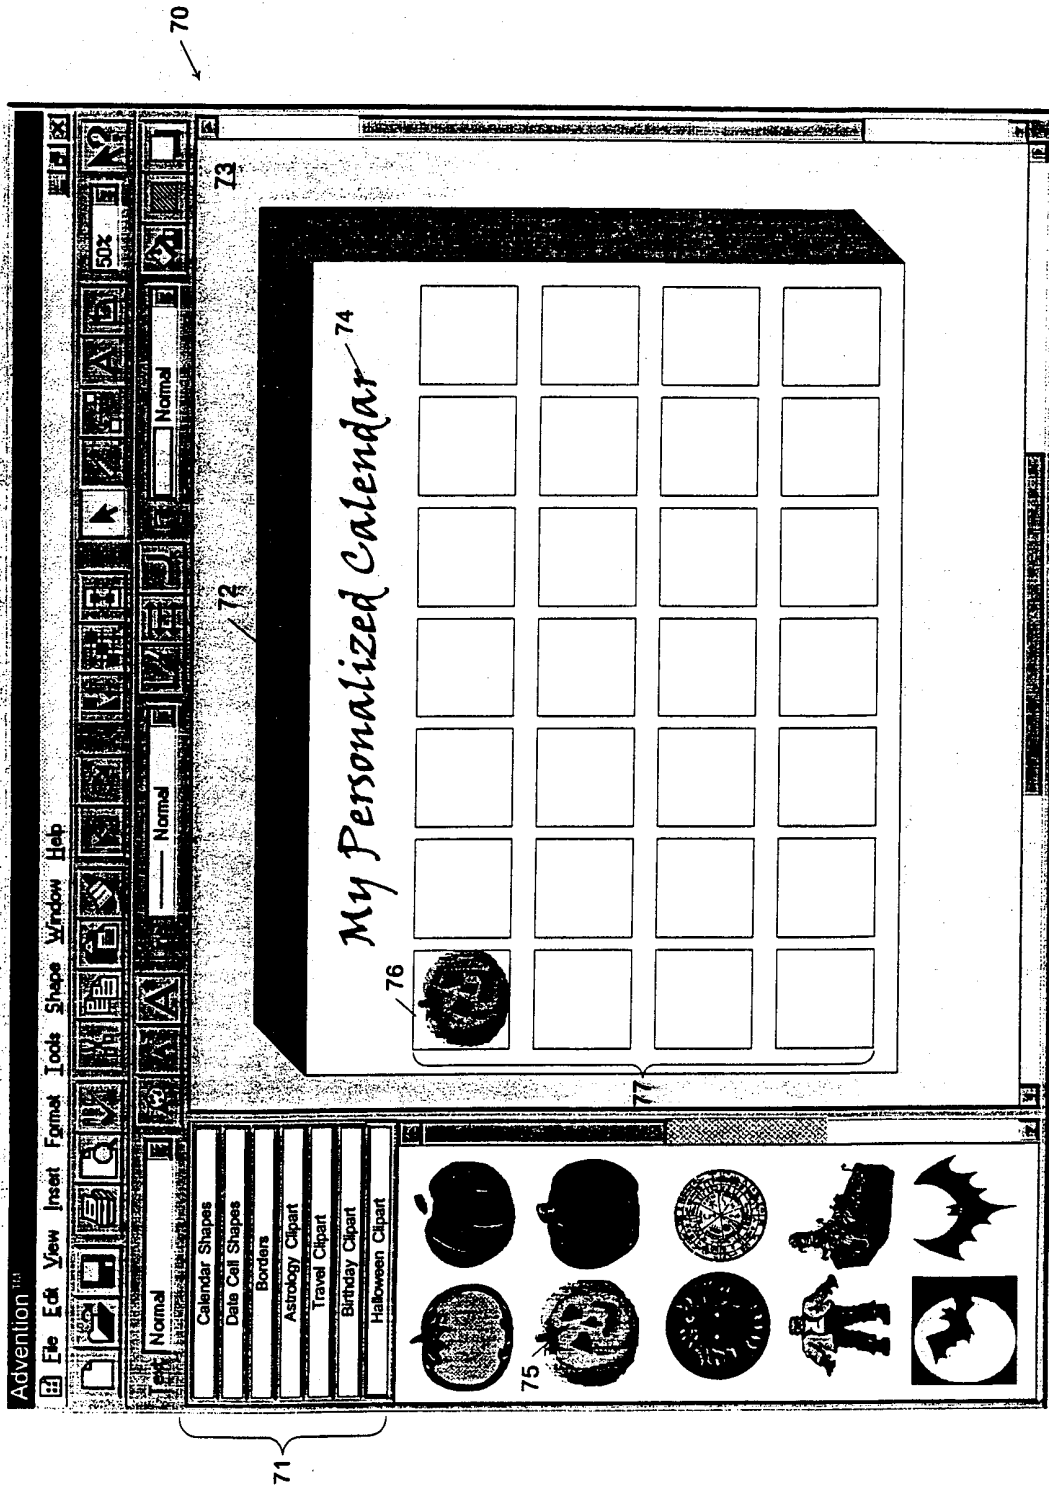 70
Advention™
File Edit View Insert Format Tools Shape Window Help
50%
Text Normal
Normal
Normal
71
Calendar Shapes
Date Cell Shapes
Borders
Astrology Clipart
Travel Clipart
Birthday Clipart
Halloween Clipart
72
73
My Personalized Calendar
74
75
76
77